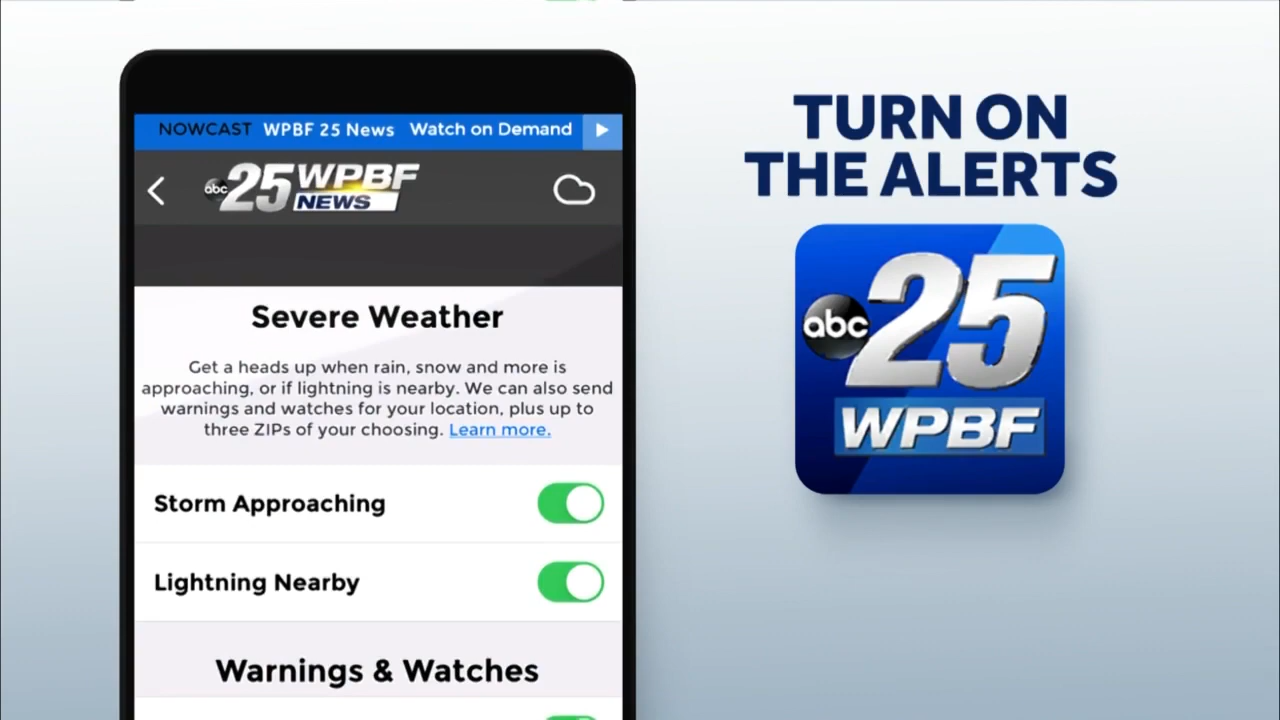 NOWCAST WPBF 25 News Watch on Demand
abc 25 WPBF
NEWS
Severe Weather
Get a heads up when rain, snow and more is
approaching, or if lightning is nearby. We can also send
warnings and watches for your location, plus up to
three ZIPs of your choosing. Learn more.
Storm Approaching
Lightning Nearby
Warnings & Watches
TURN ON
THE ALERTS
abc 25
WPBF